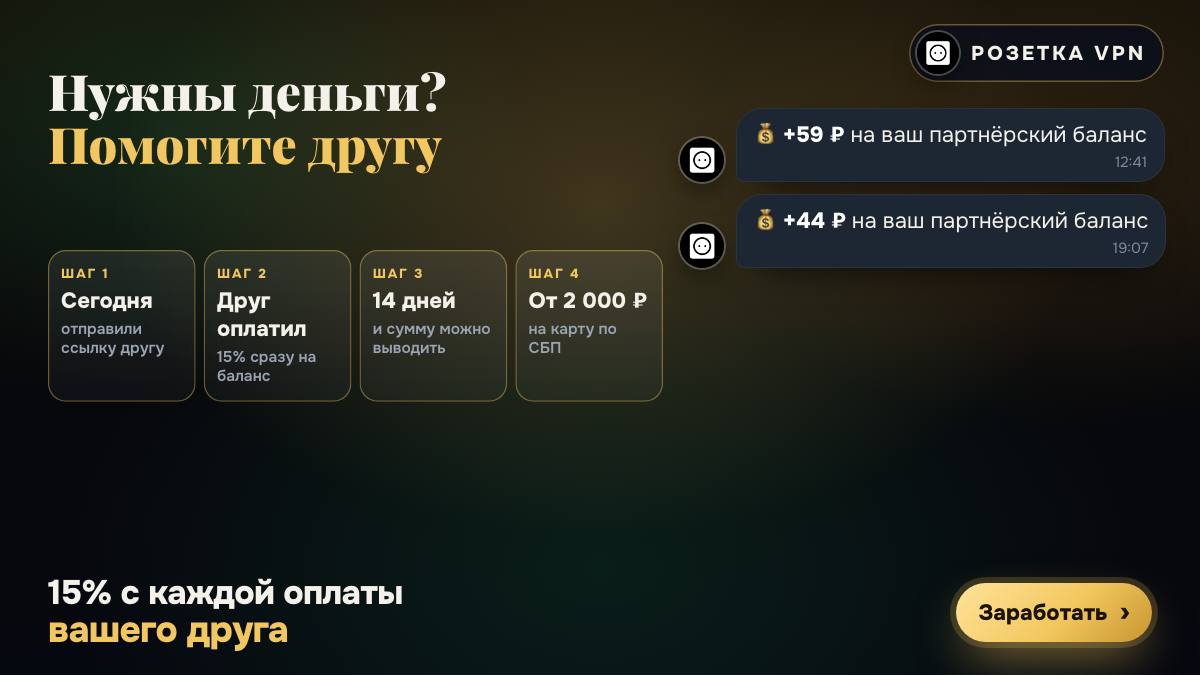 РОЗЕТКА VPN
Нужны деньги?
Помогите другу
💰 +59 ₽ на ваш партнёрский баланс
12:41
💰 +44 ₽ на ваш партнёрский баланс
19:07
ШАГ 1
Сегодня
отправили
ссылку другу
ШАГ 2
Друг
оплатил
15% сразу на
баланс
ШАГ 3
14 дней
и сумму можно
выводить
ШАГ 4
От 2 000 ₽
на карту по
СБП
15% с каждой оплаты
вашего друга
Заработать ›